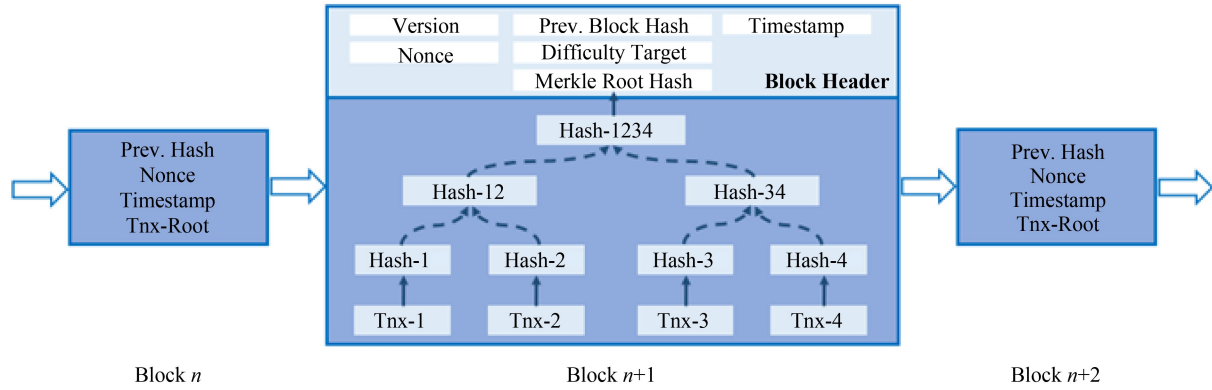 Version Prev. Block Hash Timestamp
Nonce Difficulty Target
Merkle Root Hash Block Header
Hash-1234
Prev. Hash
Nonce
Timestamp
Tnx-Root
Hash-12 Hash-34
Hash-1 Hash-2 Hash-3 Hash-4
Tnx-1 Tnx-2 Tnx-3 Tnx-4
Prev. Hash
Nonce
Timestamp
Tnx-Root
Block n Block n+1 Block n+2